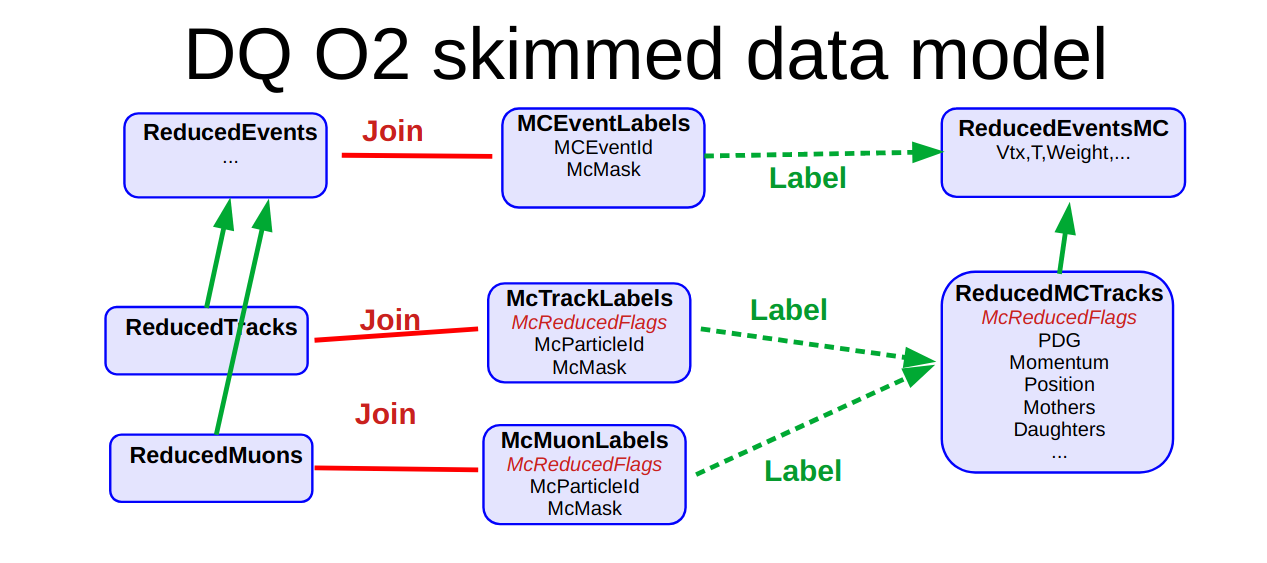 DQ O2 skimmed data model
ReducedEvents
...
Join
MCEventLabels
MCEventId
McMask
Label
ReducedEventsMC
Vtx,T,Weight,...
ReducedTracks
Join
McTrackLabels
McReducedFlags
McParticleId
McMask
Label
ReducedMCTracks
McReducedFlags
PDG
Momentum
Position
Mothers
Daughters
...
ReducedMuons
Join
McMuonLabels
McReducedFlags
McParticleId
McMask
Label